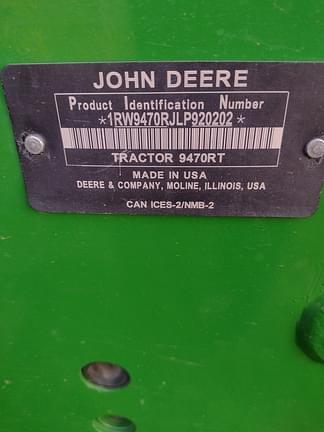 JOHN DEERE
Product Identification Number
*1RW9470RJLP920202*
TRACTOR 9470RT
MADE IN USA
DEERE & COMPANY, MOLINE, ILLINOIS, USA
CAN ICES-2/NMB-2